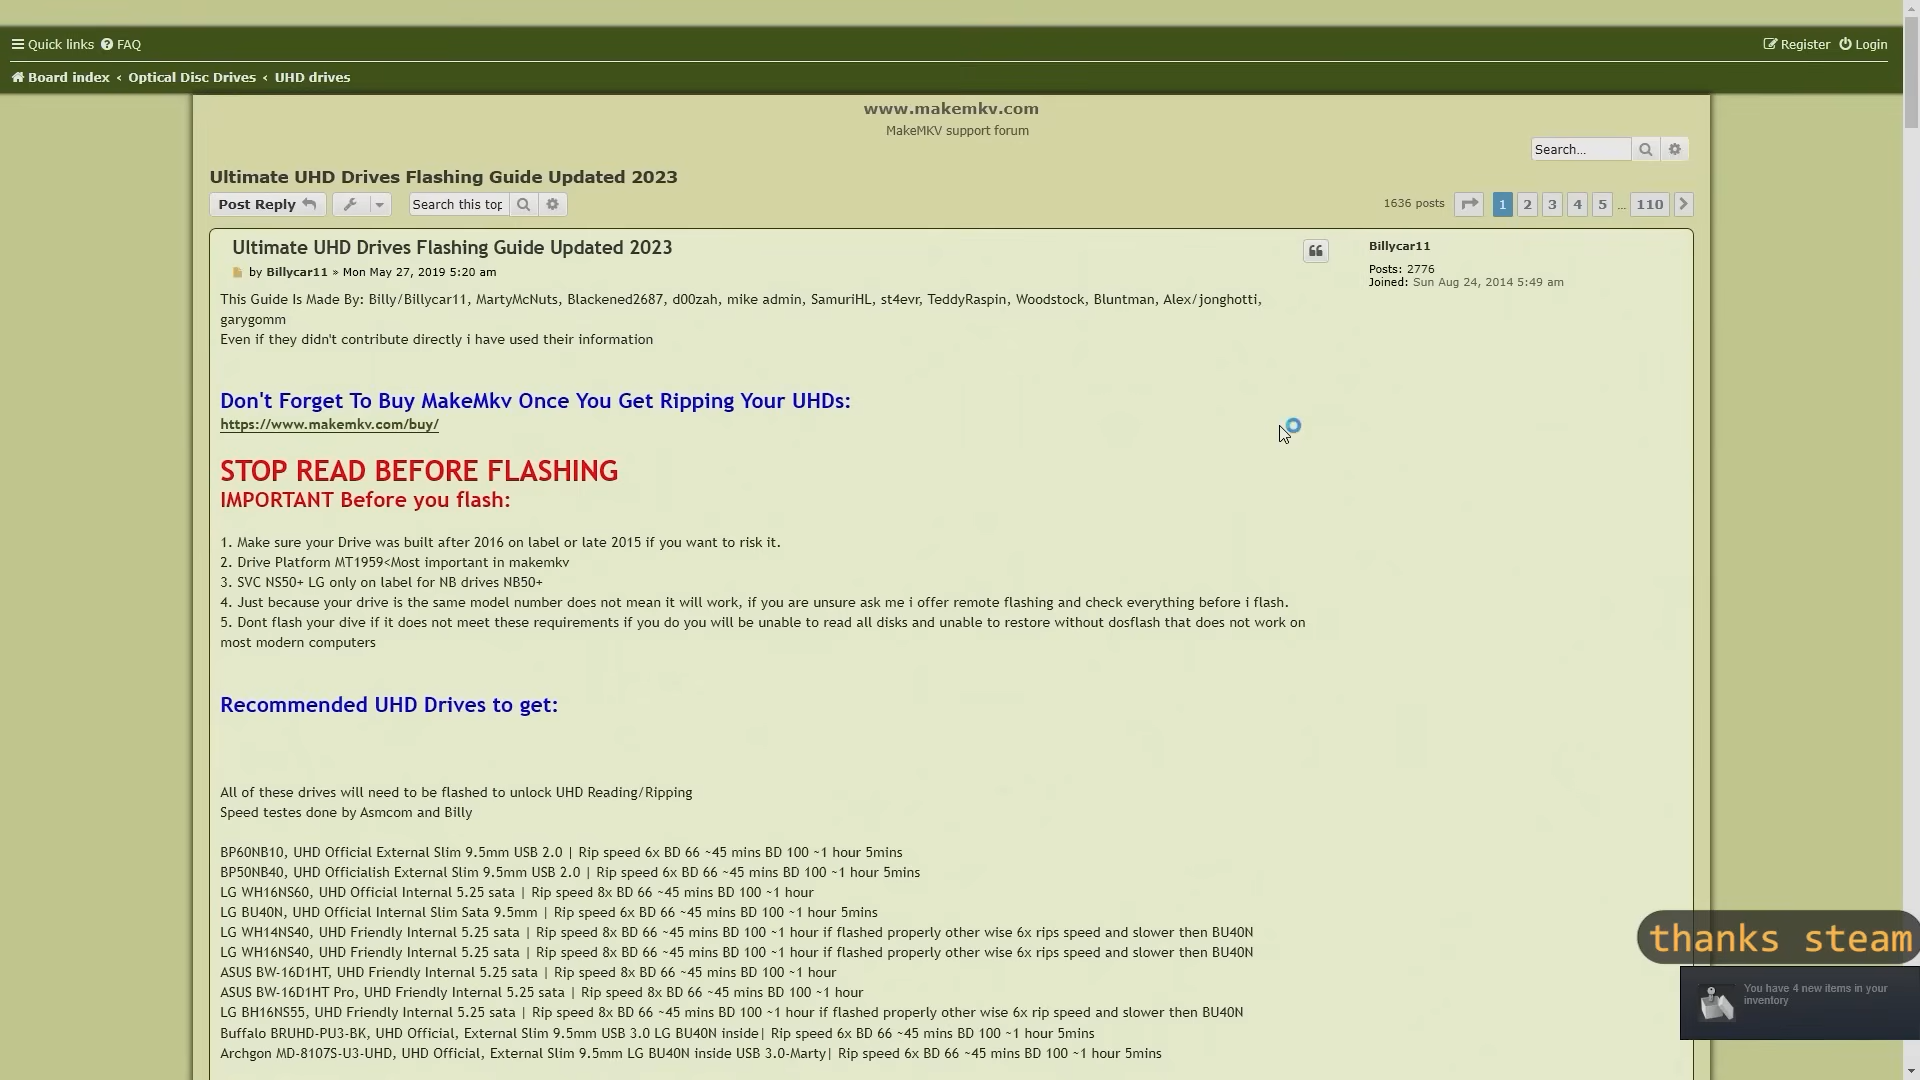 Quick links FAQ
Register Login
Board index ‹ Optical Disc Drives ‹ UHD drives
www.makemkv.com
MakeMKV support forum
Search…
Ultimate UHD Drives Flashing Guide Updated 2023
Post Reply Search this top 1636 posts 1 2 3 4 5 … 110
Ultimate UHD Drives Flashing Guide Updated 2023
by Billycar11 » Mon May 27, 2019 5:20 am
Billycar11
Posts: 2776
Joined: Sun Aug 24, 2014 5:49 am
This Guide Is Made By: Billy/Billycar11, MartyMcNuts, Blackened2687, d00zah, mike admin, SamuriHL, st4evr, TeddyRaspin, Woodstock, Bluntman, Alex/jonghotti,
garygomm
Even if they didn't contribute directly i have used their information
Don't Forget To Buy MakeMkv Once You Get Ripping Your UHDs:
https://www.makemkv.com/buy/
STOP READ BEFORE FLASHING
IMPORTANT Before you flash:
1. Make sure your Drive was built after 2016 on label or late 2015 if you want to risk it.
2. Drive Platform MT1959<Most important in makemkv
3. SVC NS50+ LG only on label for NB drives NB50+
4. Just because your drive is the same model number does not mean it will work, if you are unsure ask me i offer remote flashing and check everything before i flash.
5. Dont flash your dive if it does not meet these requirements if you do you will be unable to read all disks and unable to restore without dosflash that does not work on
most modern computers
Recommended UHD Drives to get:
All of these drives will need to be flashed to unlock UHD Reading/Ripping
Speed testes done by Asmcom and Billy
BP60NB10, UHD Official External Slim 9.5mm USB 2.0 | Rip speed 6x BD 66 ~45 mins BD 100 ~1 hour 5mins
BP50NB40, UHD Officialish External Slim 9.5mm USB 2.0 | Rip speed 6x BD 66 ~45 mins BD 100 ~1 hour 5mins
LG WH16NS60, UHD Official Internal 5.25 sata | Rip speed 8x BD 66 ~45 mins BD 100 ~1 hour
LG BU40N, UHD Official Internal Slim Sata 9.5mm | Rip speed 6x BD 66 ~45 mins BD 100 ~1 hour 5mins
LG WH14NS40, UHD Friendly Internal 5.25 sata | Rip speed 8x BD 66 ~45 mins BD 100 ~1 hour if flashed properly other wise 6x rips speed and slower then BU40N
LG WH16NS40, UHD Friendly Internal 5.25 sata | Rip speed 8x BD 66 ~45 mins BD 100 ~1 hour if flashed properly other wise 6x rips speed and slower then BU40N
ASUS BW-16D1HT, UHD Friendly Internal 5.25 sata | Rip speed 8x BD 66 ~45 mins BD 100 ~1 hour
ASUS BW-16D1HT Pro, UHD Friendly Internal 5.25 sata | Rip speed 8x BD 66 ~45 mins BD 100 ~1 hour
LG BH16NS55, UHD Friendly Internal 5.25 sata | Rip speed 8x BD 66 ~45 mins BD 100 ~1 hour if flashed properly other wise 6x rip speed and slower then BU40N
Buffalo BRUHD-PU3-BK, UHD Official, External Slim 9.5mm USB 3.0 LG BU40N inside| Rip speed 6x BD 66 ~45 mins BD 100 ~1 hour 5mins
Archgon MD-8107S-U3-UHD, UHD Official, External Slim 9.5mm LG BU40N inside USB 3.0-Marty| Rip speed 6x BD 66 ~45 mins BD 100 ~1 hour 5mins
thanks steam
You have 4 new items in your
inventory